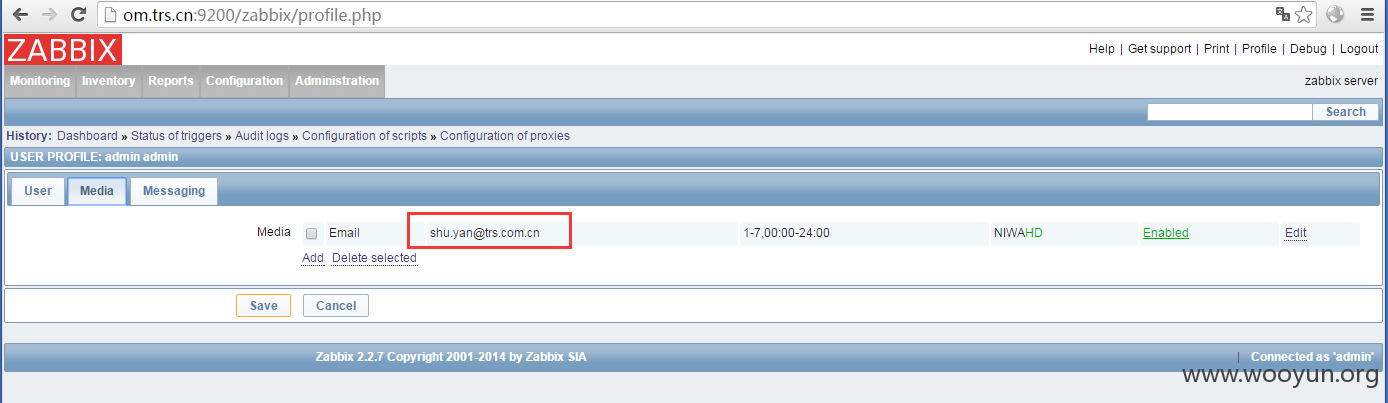 om.trs.cn:9200/zabbix/profile.php
ZABBIX
Help | Get support | Print | Profile | Debug | Logout
Monitoring Inventory Reports Configuration Administration
zabbix server
Search
History: Dashboard » Status of triggers » Audit logs » Configuration of scripts » Configuration of proxies
USER PROFILE: admin admin
User Media Messaging
Media Email shu.yan@trs.com.cn 1-7,00:00-24:00 NIWAHD Enabled Edit
Add Delete selected
Save Cancel
Zabbix 2.2.7 Copyright 2001-2014 by Zabbix SIA | Connected as 'admin'
www.wooyun.org